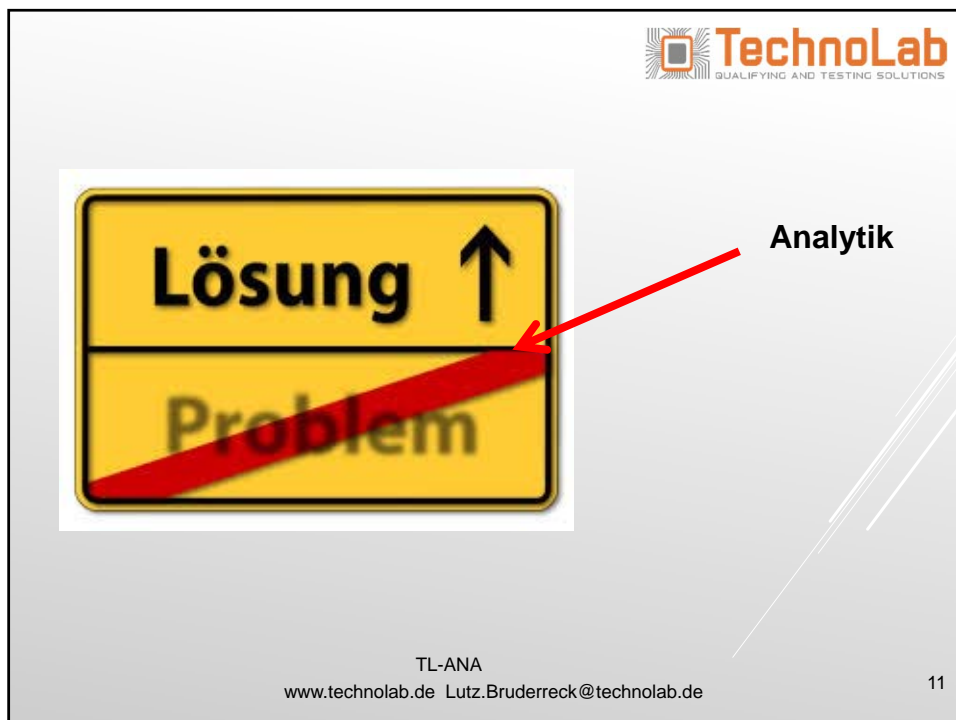 TechnoLab
QUALIFYING AND TESTING SOLUTIONS
Lösung ↑
Problem
Analytik
TL-ANA
www.technolab.de Lutz.Bruderreck@technolab.de
11